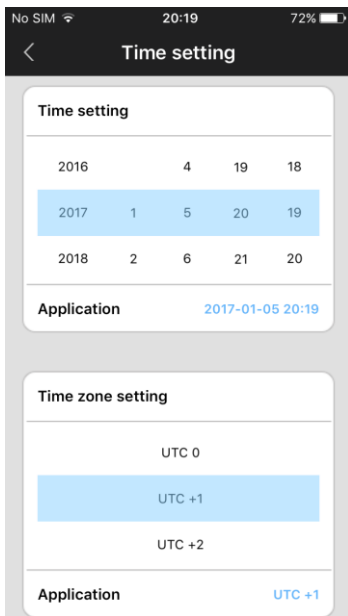 No SIM 20:19 72%
Time setting
Time setting
2016 4 19 18
2017 1 5 20 19
2018 2 6 21 20
Application 2017-01-05 20:19
Time zone setting
UTC 0
UTC +1
UTC +2
Application UTC +1